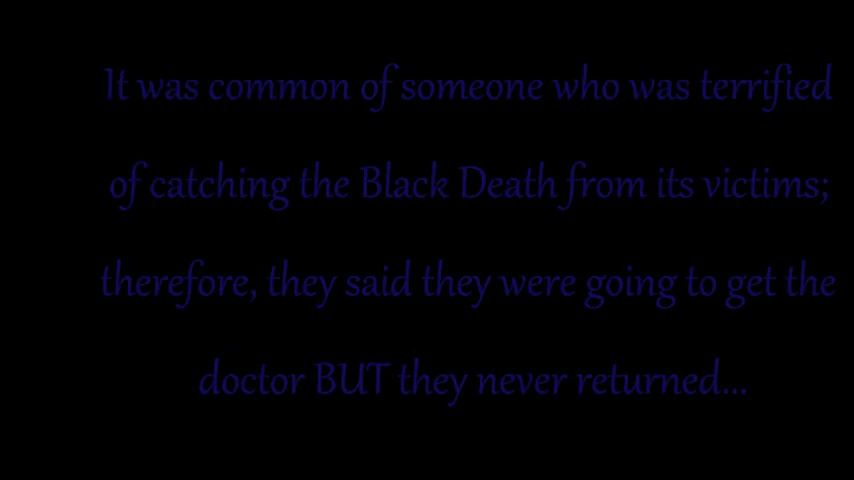 It was common of someone who was terrified
of catching the Black Death from its victims;
therefore, they said they were going to get the
doctor BUT they never returned...